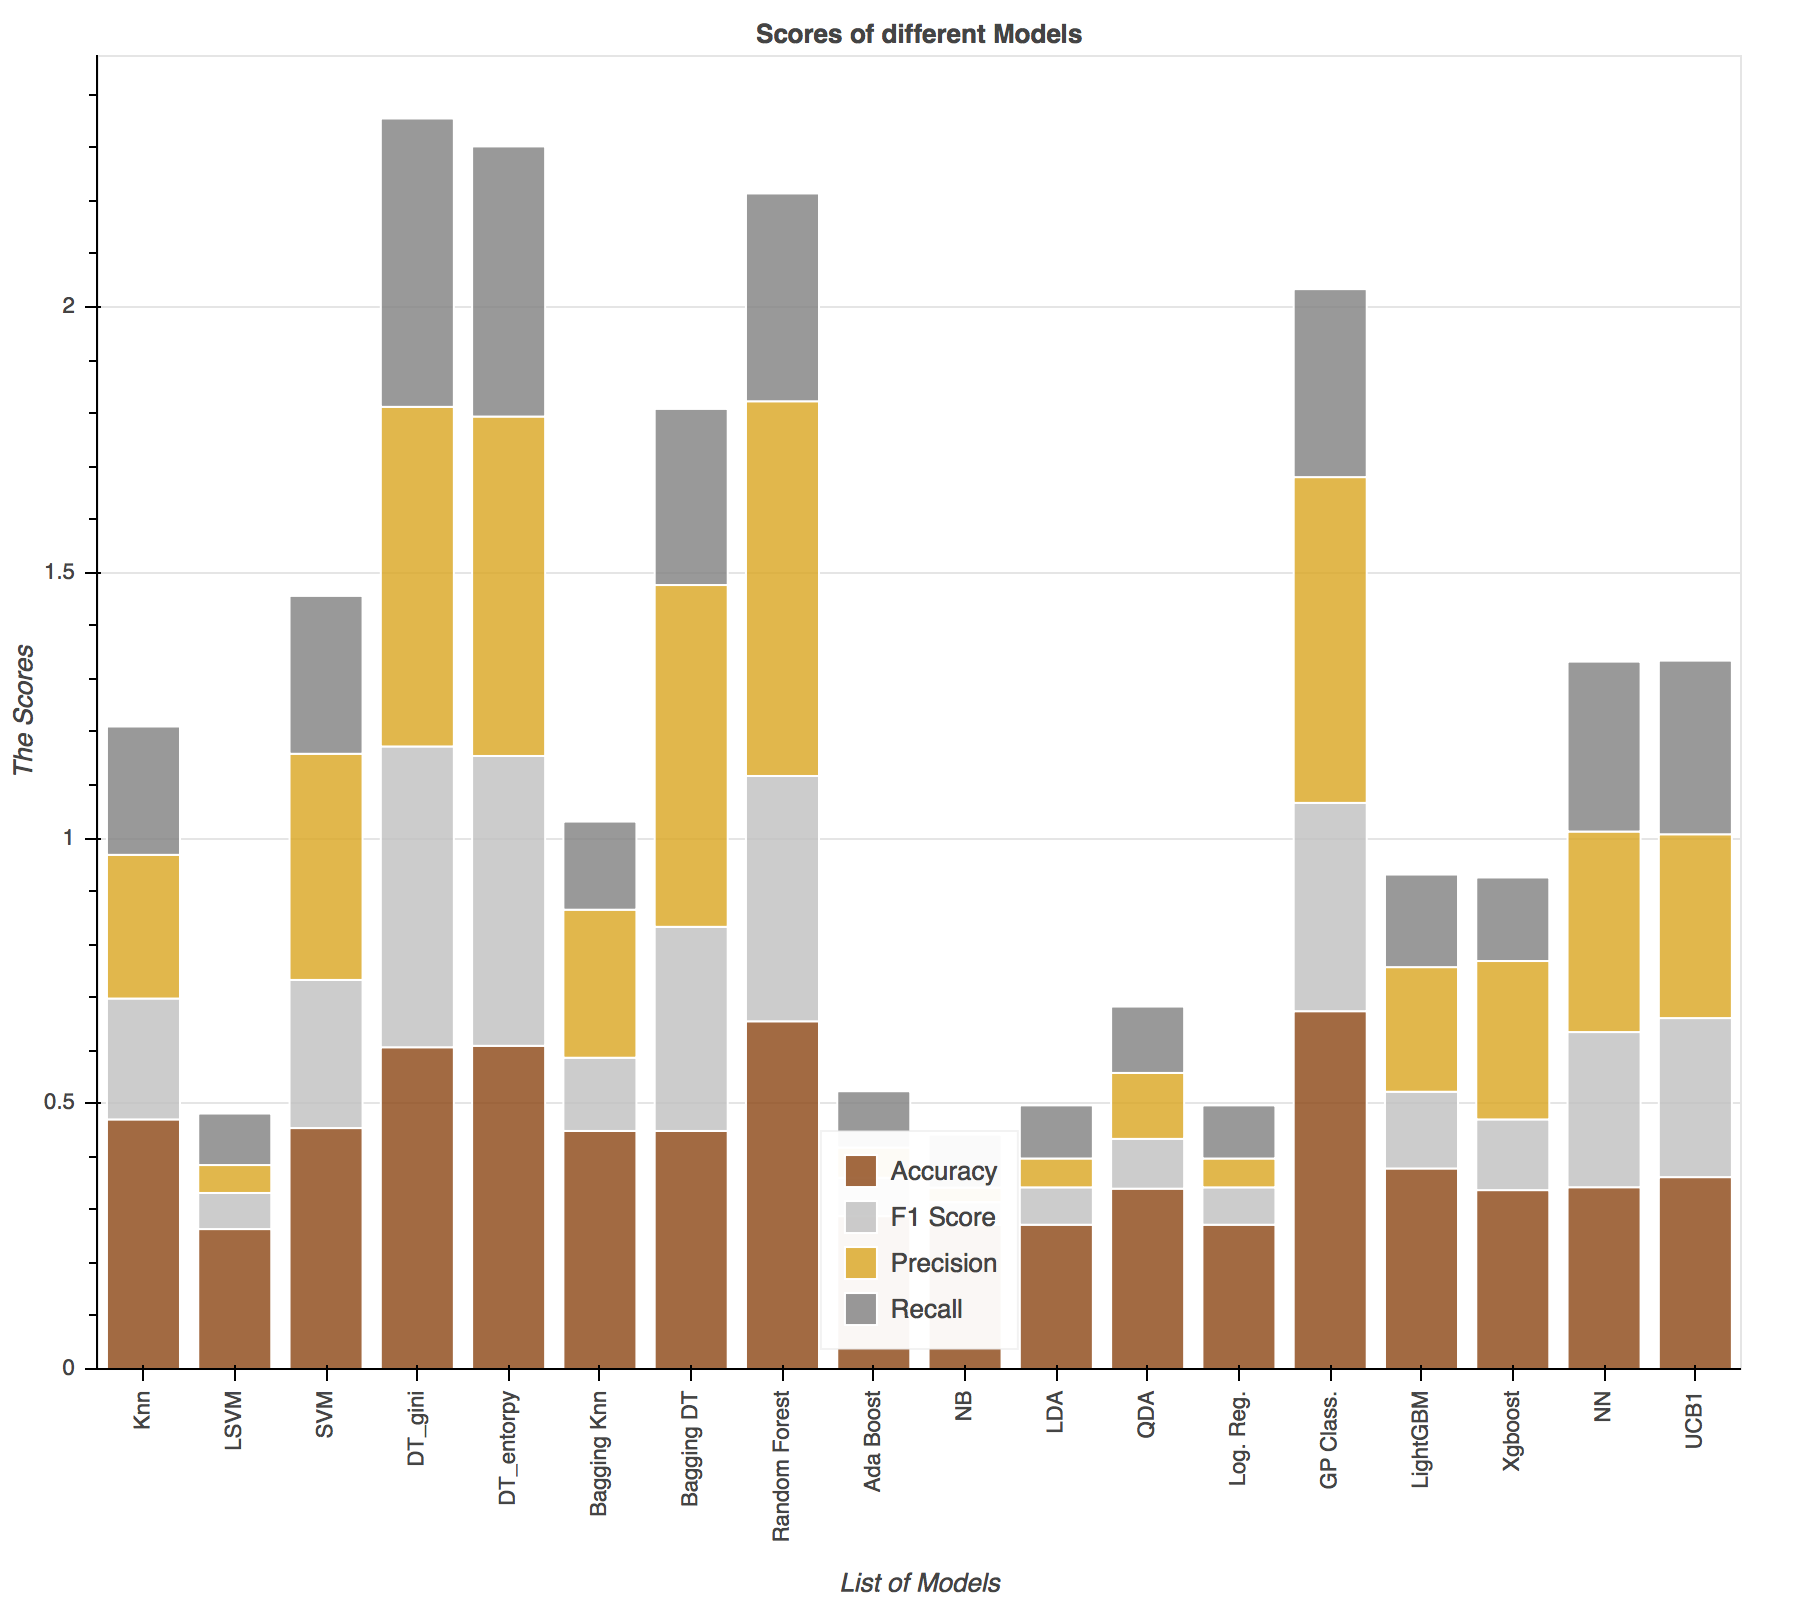 Scores of different Models
The Scores
2
1.5
1
0.5
0
Accuracy
F1 Score
Precision
Recall
Knn
LSVM
SVM
DT_gini
DT_entorpy
Bagging Knn
Bagging DT
Random Forest
Ada Boost
NB
LDA
QDA
Log. Reg.
GP Class.
LightGBM
Xgboost
NN
UCB1
List of Models